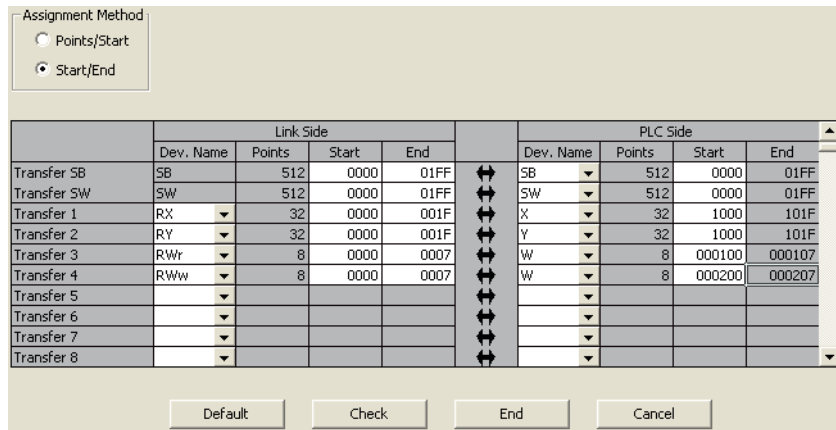 Assignment Method
Points/Start
Start/End
Link Side PLC Side
Dev. Name Points Start End Dev. Name Points Start End
Transfer SB SB 512 0000 01FF SB 512 0000 01FF
Transfer SW SW 512 0000 01FF SW 512 0000 01FF
Transfer 1 RX 32 0000 001F X 32 1000 101F
Transfer 2 RY 32 0000 001F Y 32 1000 101F
Transfer 3 RWr 8 0000 0007 W 8 000100 000107
Transfer 4 RWw 8 0000 0007 W 8 000200 000207
Transfer 5
Transfer 6
Transfer 7
Transfer 8
Default Check End Cancel